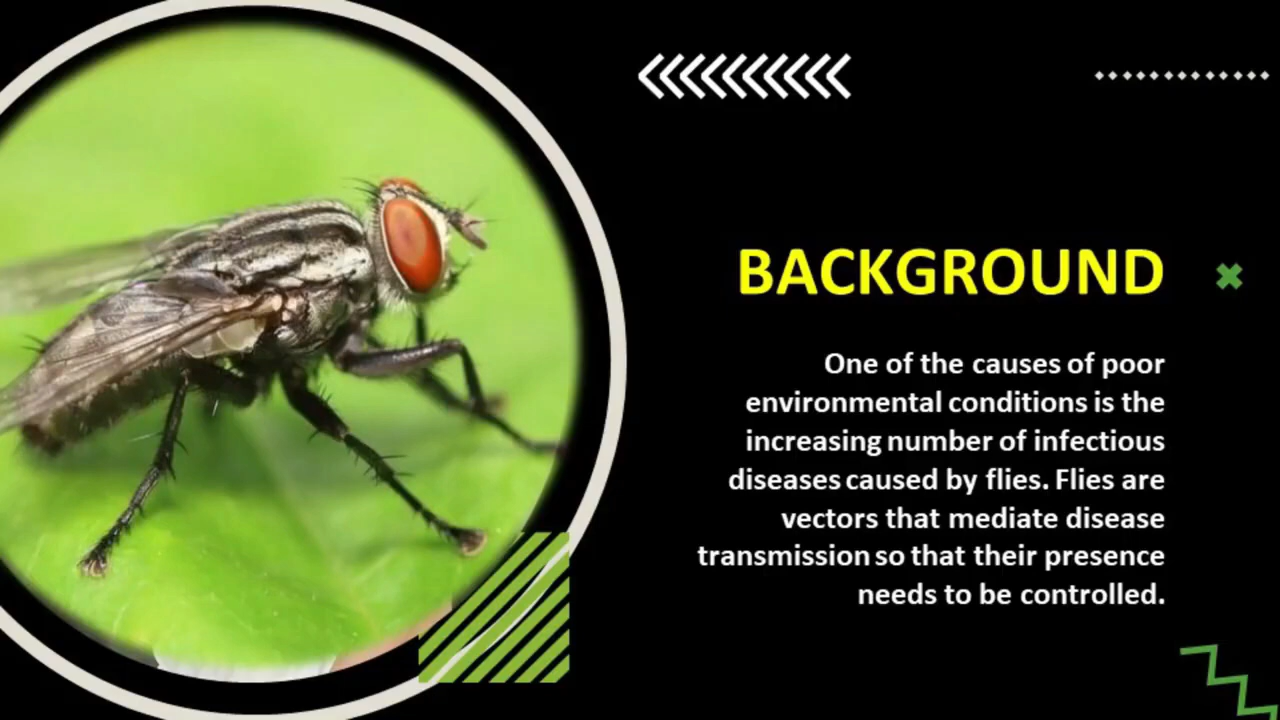 BACKGROUND
One of the causes of poor
environmental conditions is the
increasing number of infectious
diseases caused by flies. Flies are
vectors that mediate disease
transmission so that their presence
needs to be controlled.